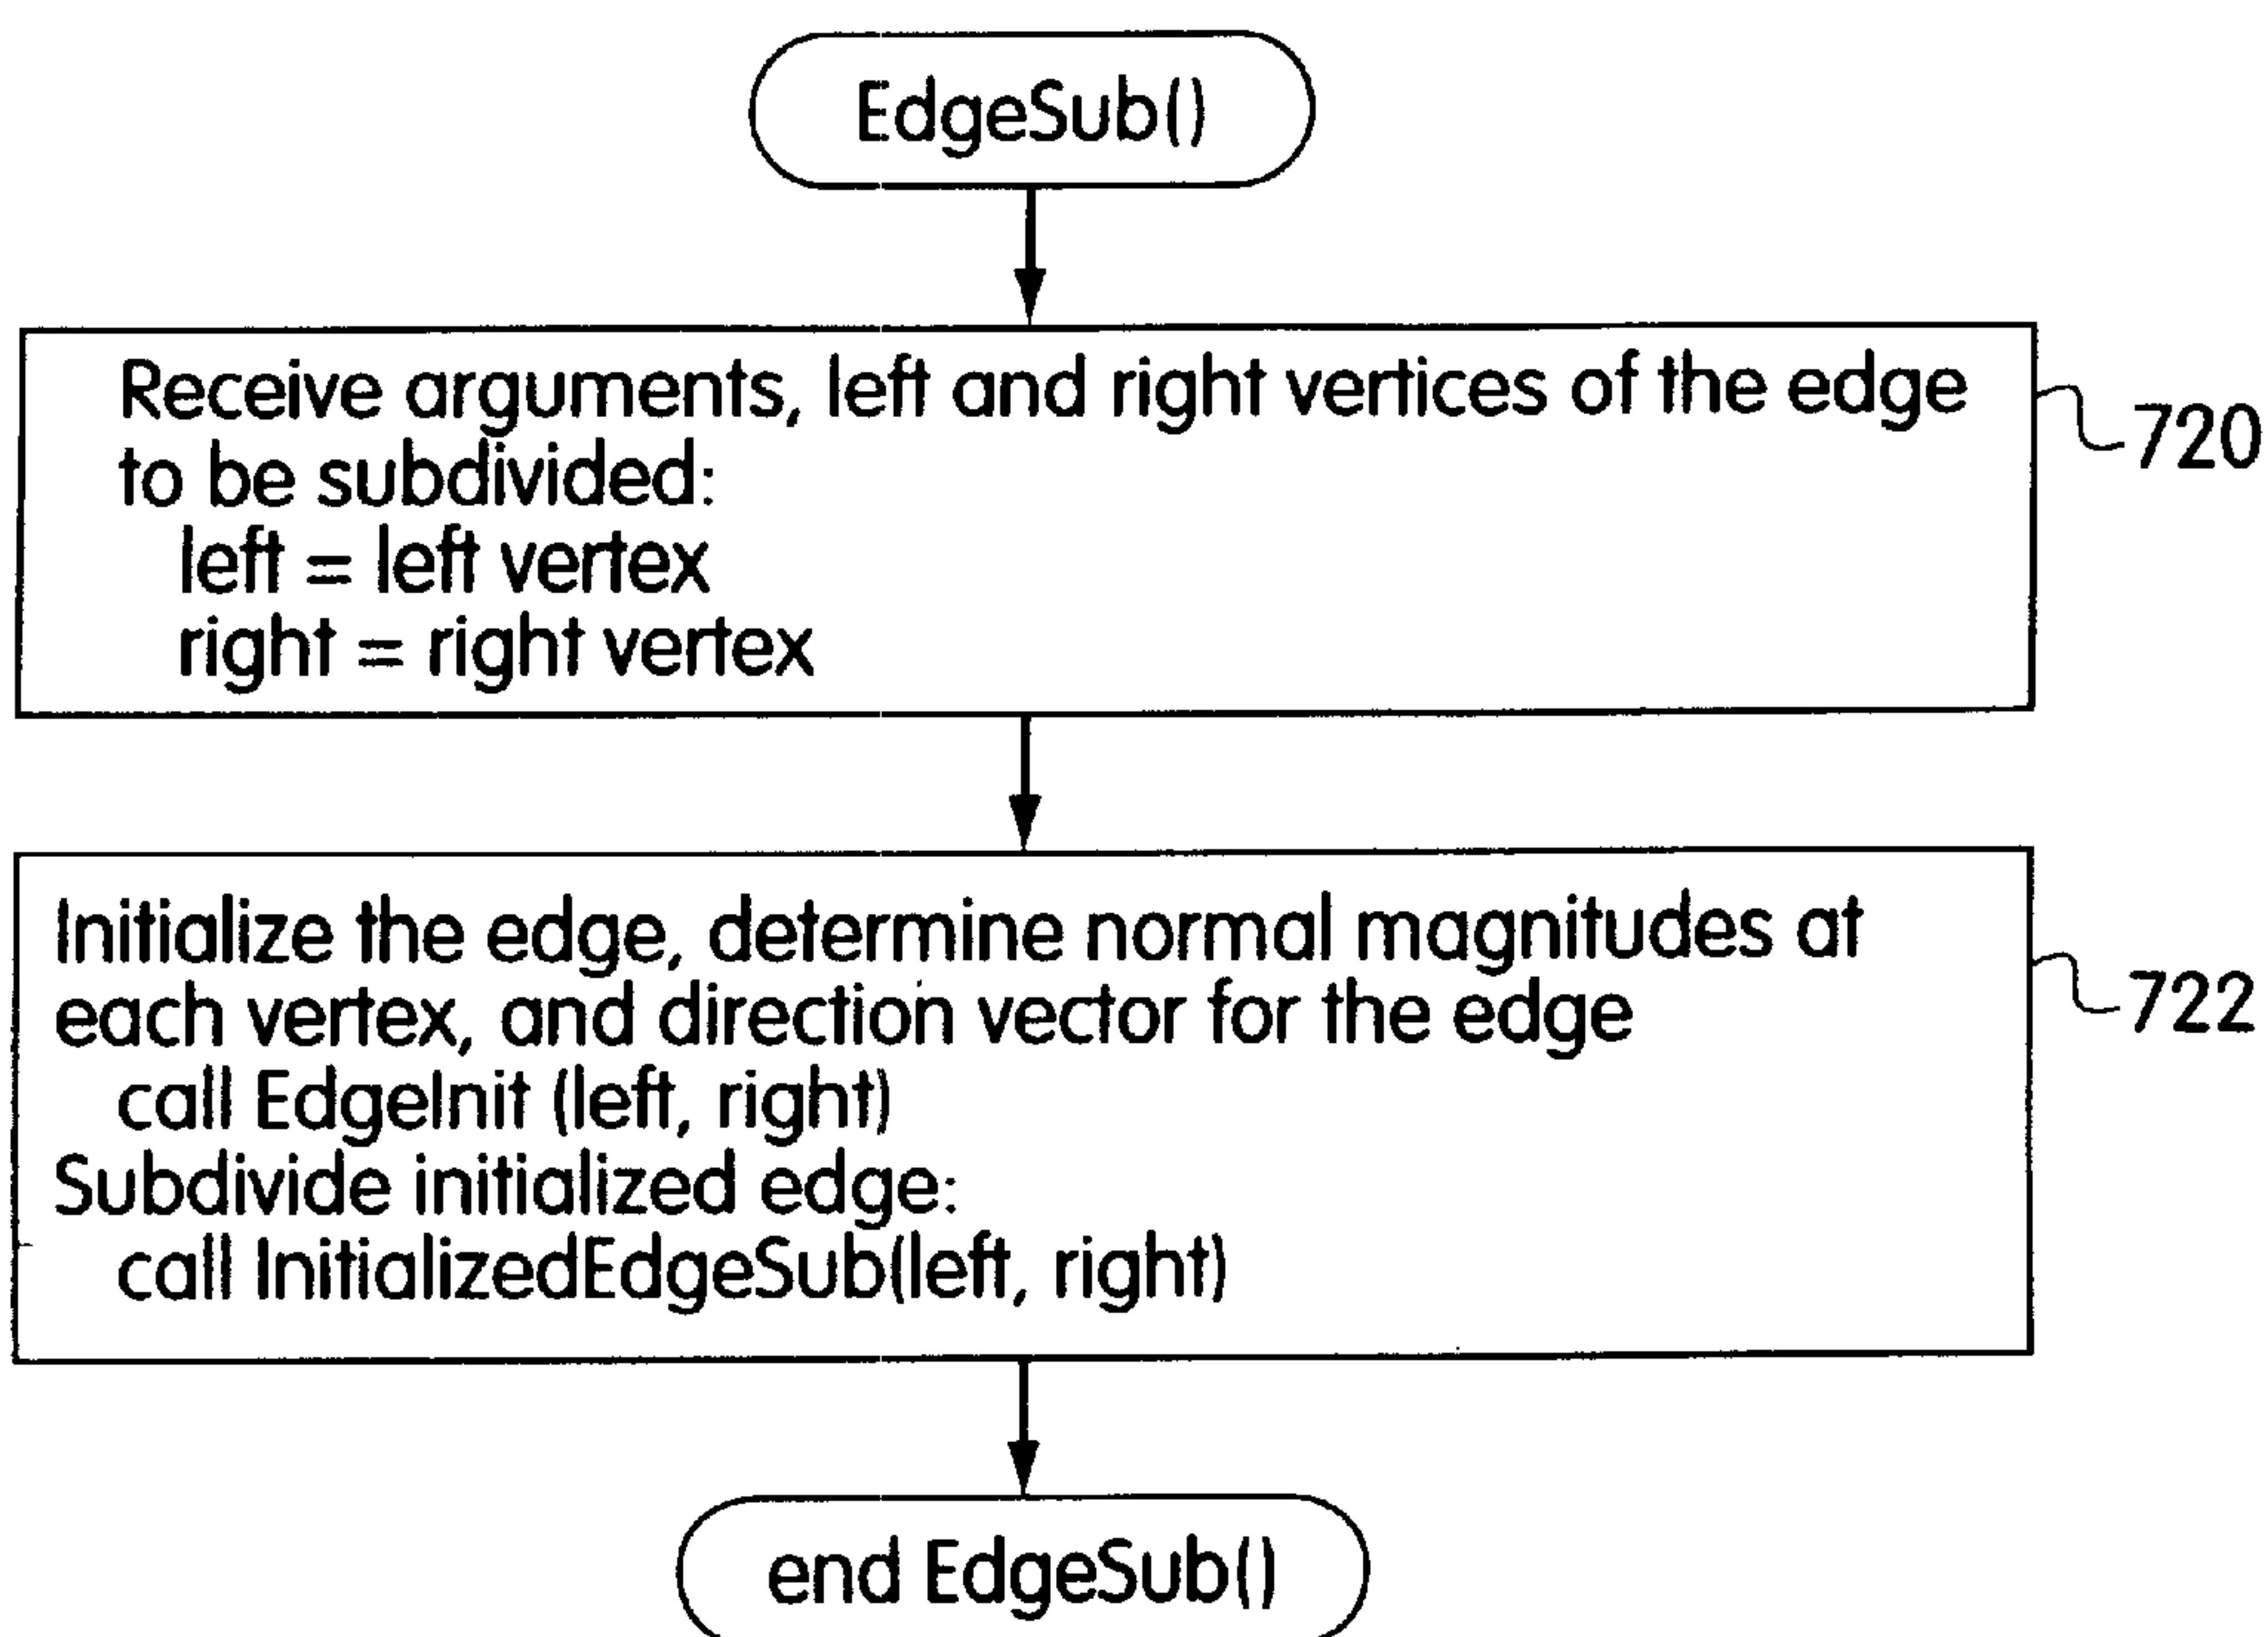 EdgeSub()
Receive arguments, left and right vertices of the edge
to be subdivided:
left = left vertex
right = right vertex
720
Initialize the edge, determine normal magnitudes at
each vertex, and direction vector for the edge
call EdgeInit (left, right)
Subdivide initialized edge:
call InitializedEdgeSub(left, right)
722
end EdgeSub()